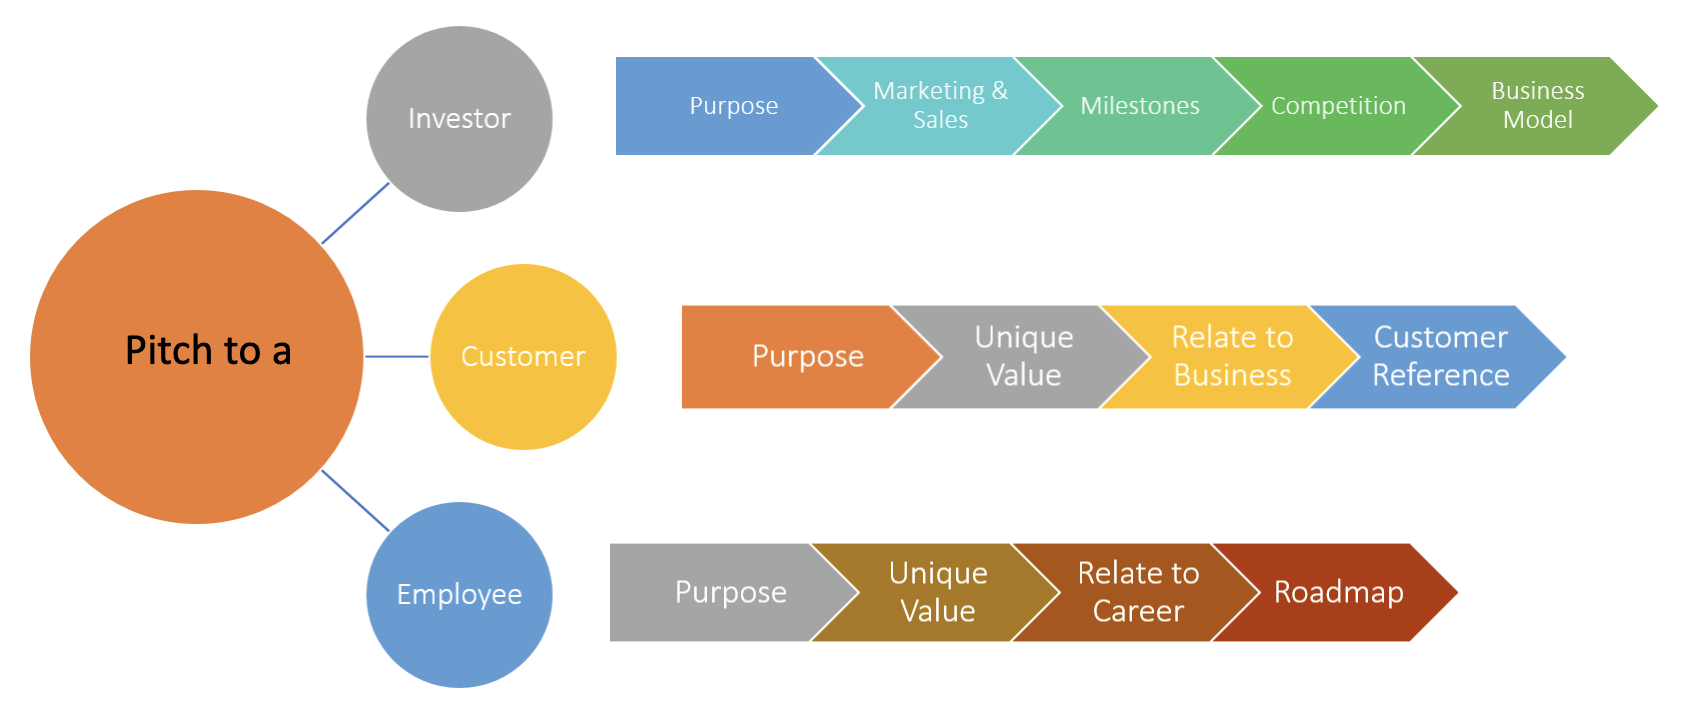 Pitch to a
Investor
Purpose
Marketing &
Sales
Milestones
Competition
Business
Model
Customer
Purpose
Unique
Value
Relate to
Business
Customer
Reference
Employee
Purpose
Unique
Value
Relate to
Career
Roadmap